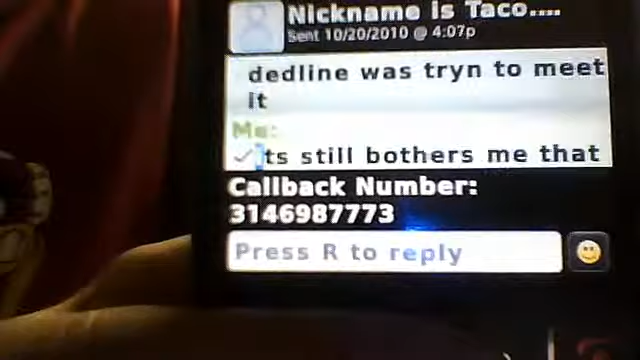 Nickname is Taco....
Sent 10/20/2010 @ 4:07p
dedline was tryn to meet
it
Me:
ts still bothers me that
Callback Number:
3146987773
Press R to reply